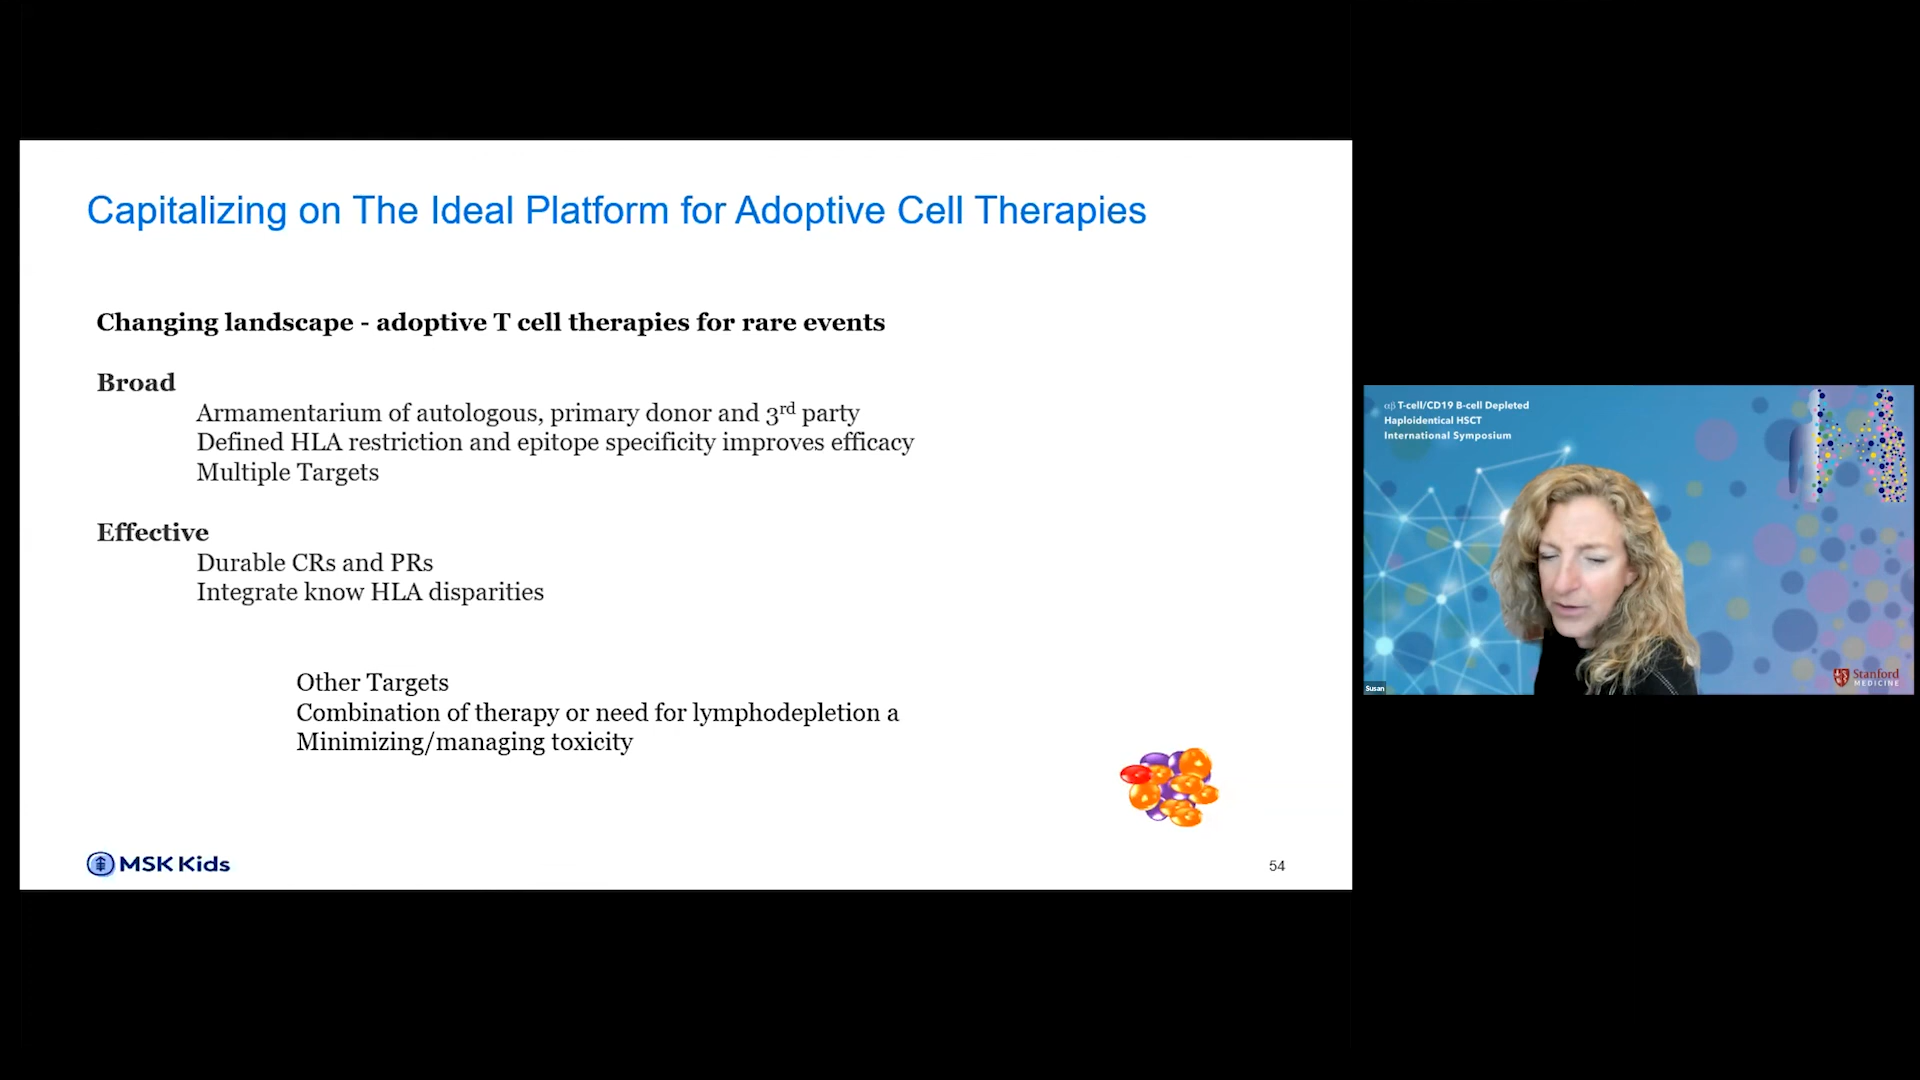 Capitalizing on The Ideal Platform for Adoptive Cell Therapies
Changing landscape - adoptive T cell therapies for rare events
Broad
Armamentarium of autologous, primary donor and 3rd party
Defined HLA restriction and epitope specificity improves efficacy
Multiple Targets
Effective
Durable CRs and PRs
Integrate know HLA disparities
Other Targets
Combination of therapy or need for lymphodepletion a
Minimizing/managing toxicity
MSK Kids
54
αβ T-cell/CD19 B-cell Depleted
Haploidentical HSCT
International Symposium
Stanford
MEDICINE
Susan